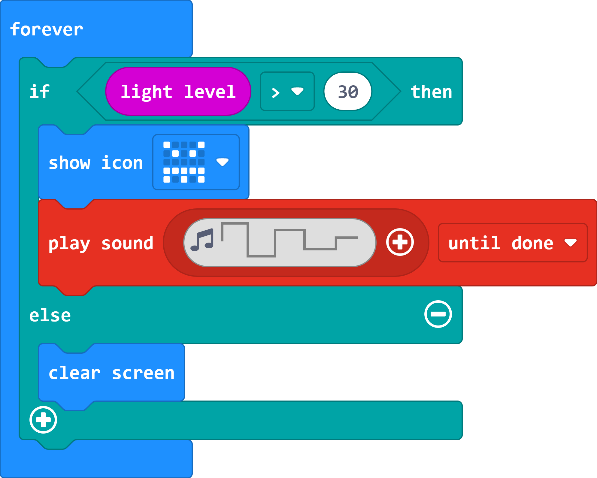 forever
if light level > 30 then
show icon
play sound until done
else
clear screen